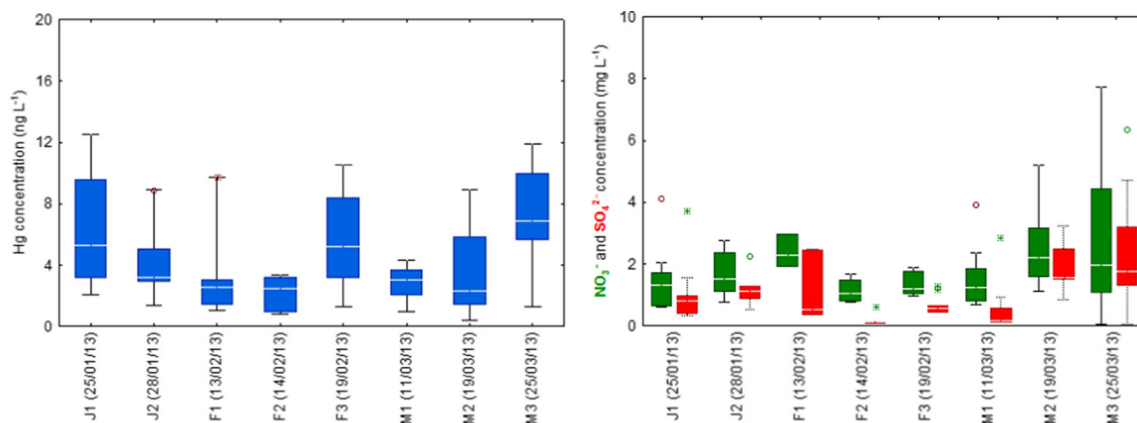 Hg concentration (ng L⁻¹)
20
16
12
8
4
0
J1 (25/01/13)
J2 (28/01/13)
F1 (13/02/13)
F2 (14/02/13)
F3 (19/02/13)
M1 (11/03/13)
M2 (19/03/13)
M3 (25/03/13)
NO₃⁻ and SO₄²⁻ concentration (mg L⁻¹)
10
8
6
4
2
0
J1 (25/01/13)
J2 (28/01/13)
F1 (13/02/13)
F2 (14/02/13)
F3 (19/02/13)
M1 (11/03/13)
M2 (19/03/13)
M3 (25/03/13)